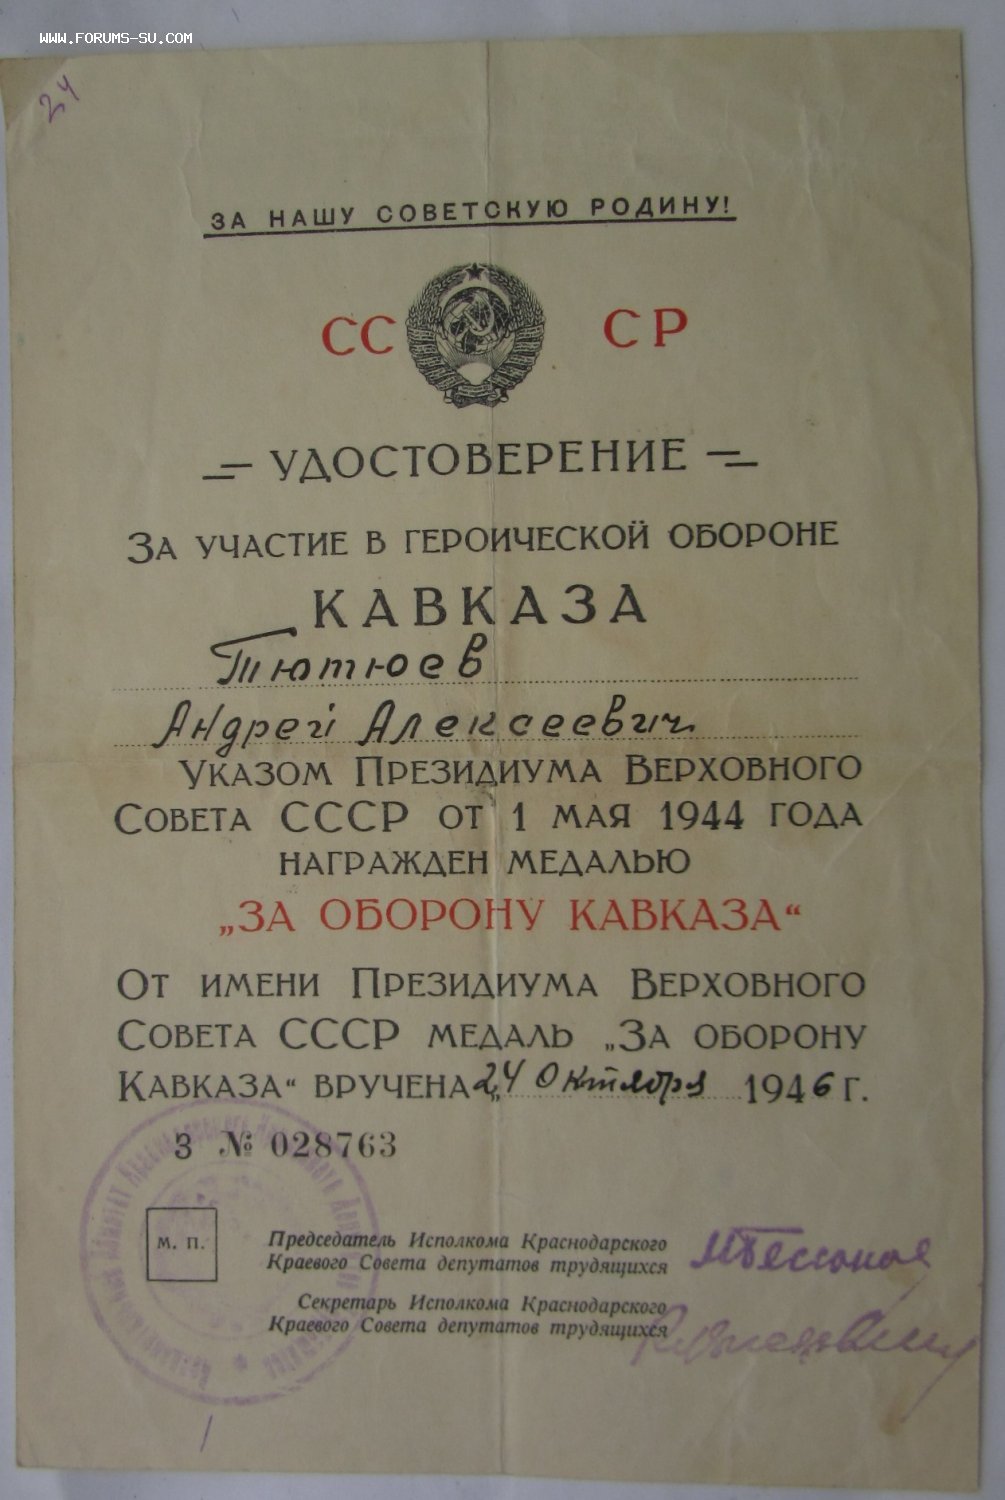 WWW.FORUMS-SU.COM
24
ЗА НАШУ СОВЕТСКУЮ РОДИНУ!
СС СР
УДОСТОВЕРЕНИЕ
ЗА УЧАСТИЕ В ГЕРОИЧЕСКОЙ ОБОРОНЕ
КАВКАЗА
Тютюев
Андрей Алексеевич
УКАЗОМ ПРЕЗИДИУМА ВЕРХОВНОГО
СОВЕТА СССР ОТ 1 МАЯ 1944 ГОДА
НАГРАЖДЕН МЕДАЛЬЮ
„ЗА ОБОРОНУ КАВКАЗА“
ОТ ИМЕНИ ПРЕЗИДИУМА ВЕРХОВНОГО
СОВЕТА СССР МЕДАЛЬ „ЗА ОБОРОНУ
КАВКАЗА“ ВРУЧЕНА „24 Октября 1946 Г.
З № 028763
М. П.
Председатель Исполкома Краснодарского
Краевого Совета депутатов трудящихся
Секретарь Исполкома Краснодарского
Краевого Совета депутатов трудящихся